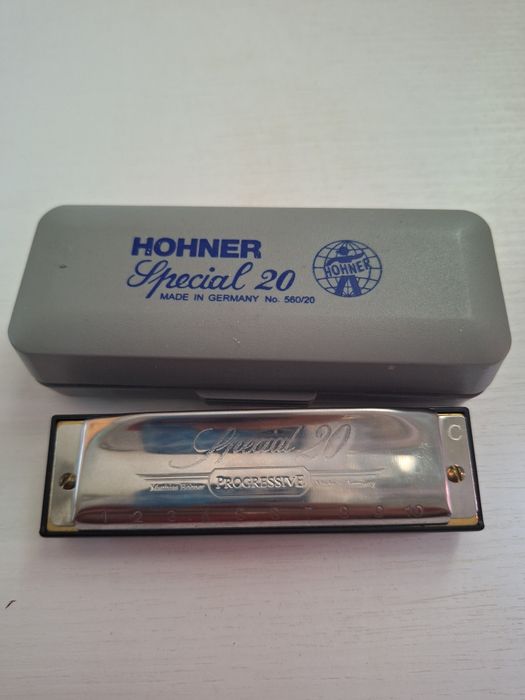 HOHNER
Special 20
MADE IN GERMANY No. 560/20
HOHNER
Special 20
C
Matthias Hohner PROGRESSIVE Made in Germany
1 2 3 4 5 6 7 8 9 10